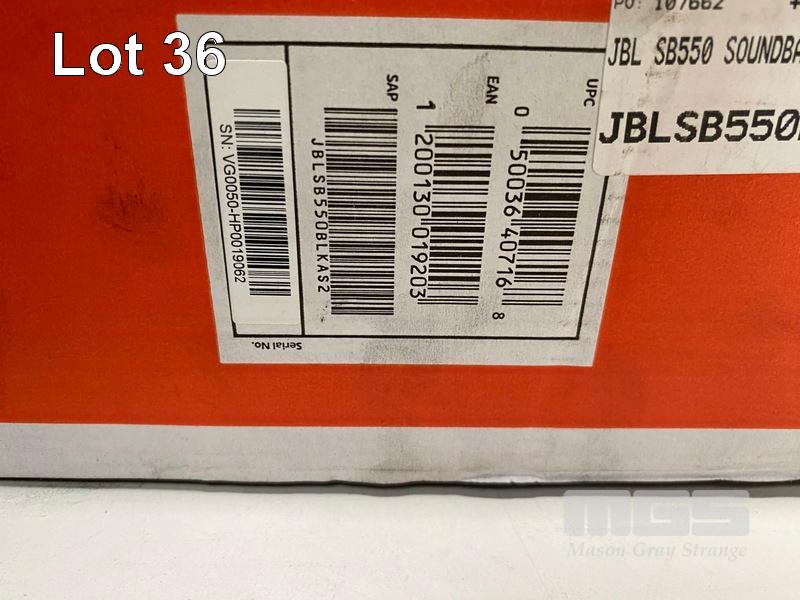 Lot 36
PO: 107662
JBL SB550 SOUNDBA
JBLSB550
UPC
0 50036 40716 8
EAN
1 200130 019203
SAP
JBLSB550BLKAS2
SN: VG0050-HP0019062
Serial No.
MGS
Mason Gray Strange